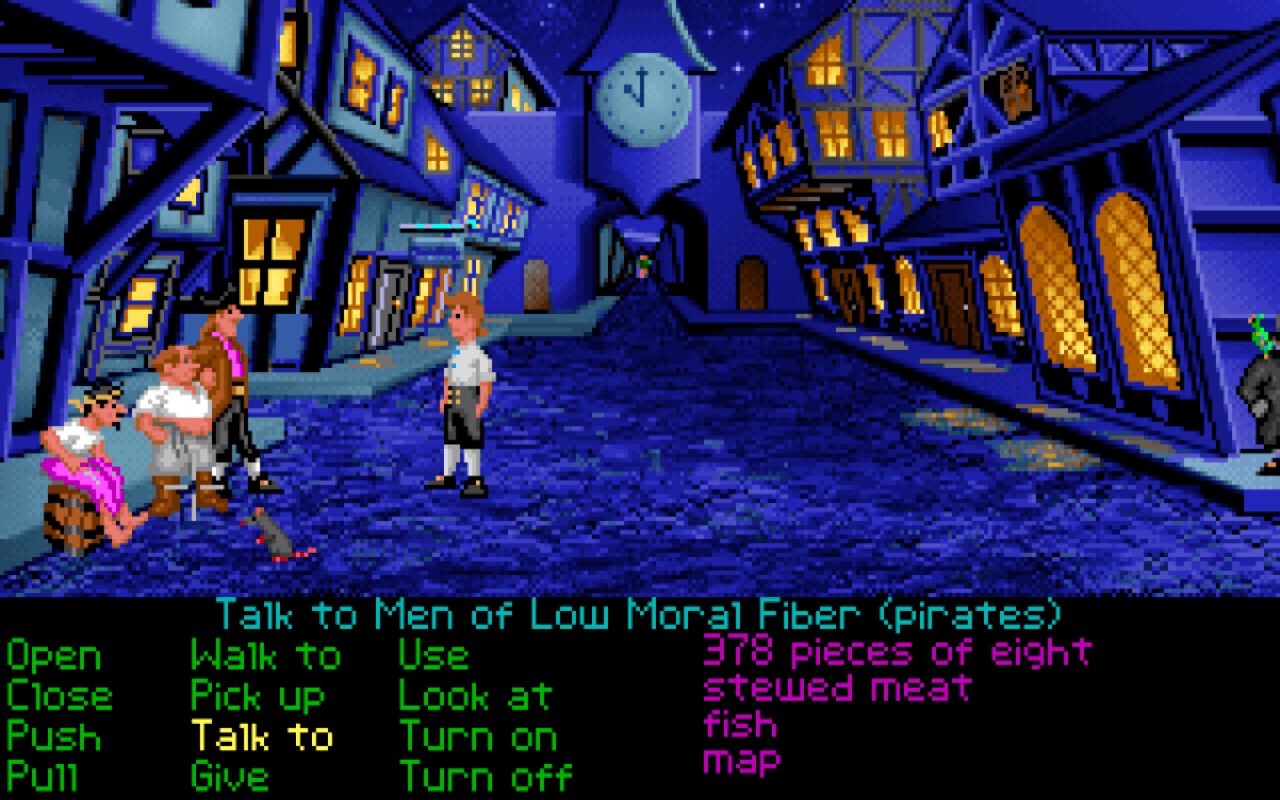 Talk to Men of Low Moral Fiber (pirates)
Open Walk to Use 378 pieces of eight
Close Pick up Look at stewed meat
Push Talk to Turn on fish
Pull Give Turn off map